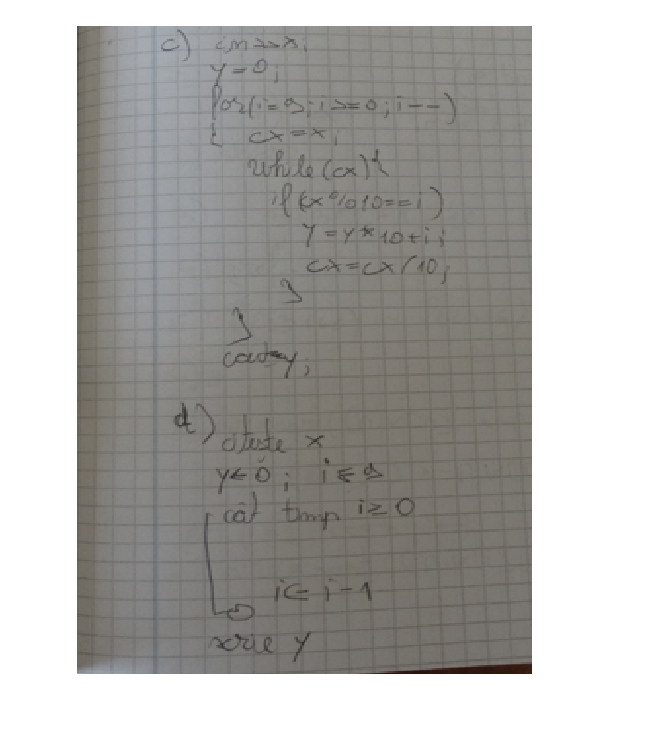 c) cin>>x;
y=0;
for(i=9;i>=0;i--)
{ cx=x;
while(cx){
if(cx%10==i)
y=y*10+i;
cx=cx/10;
}
}
cout<<y;
d) citește x
y←0; i←9
cât timp i≥0
i←i-1
scrie y